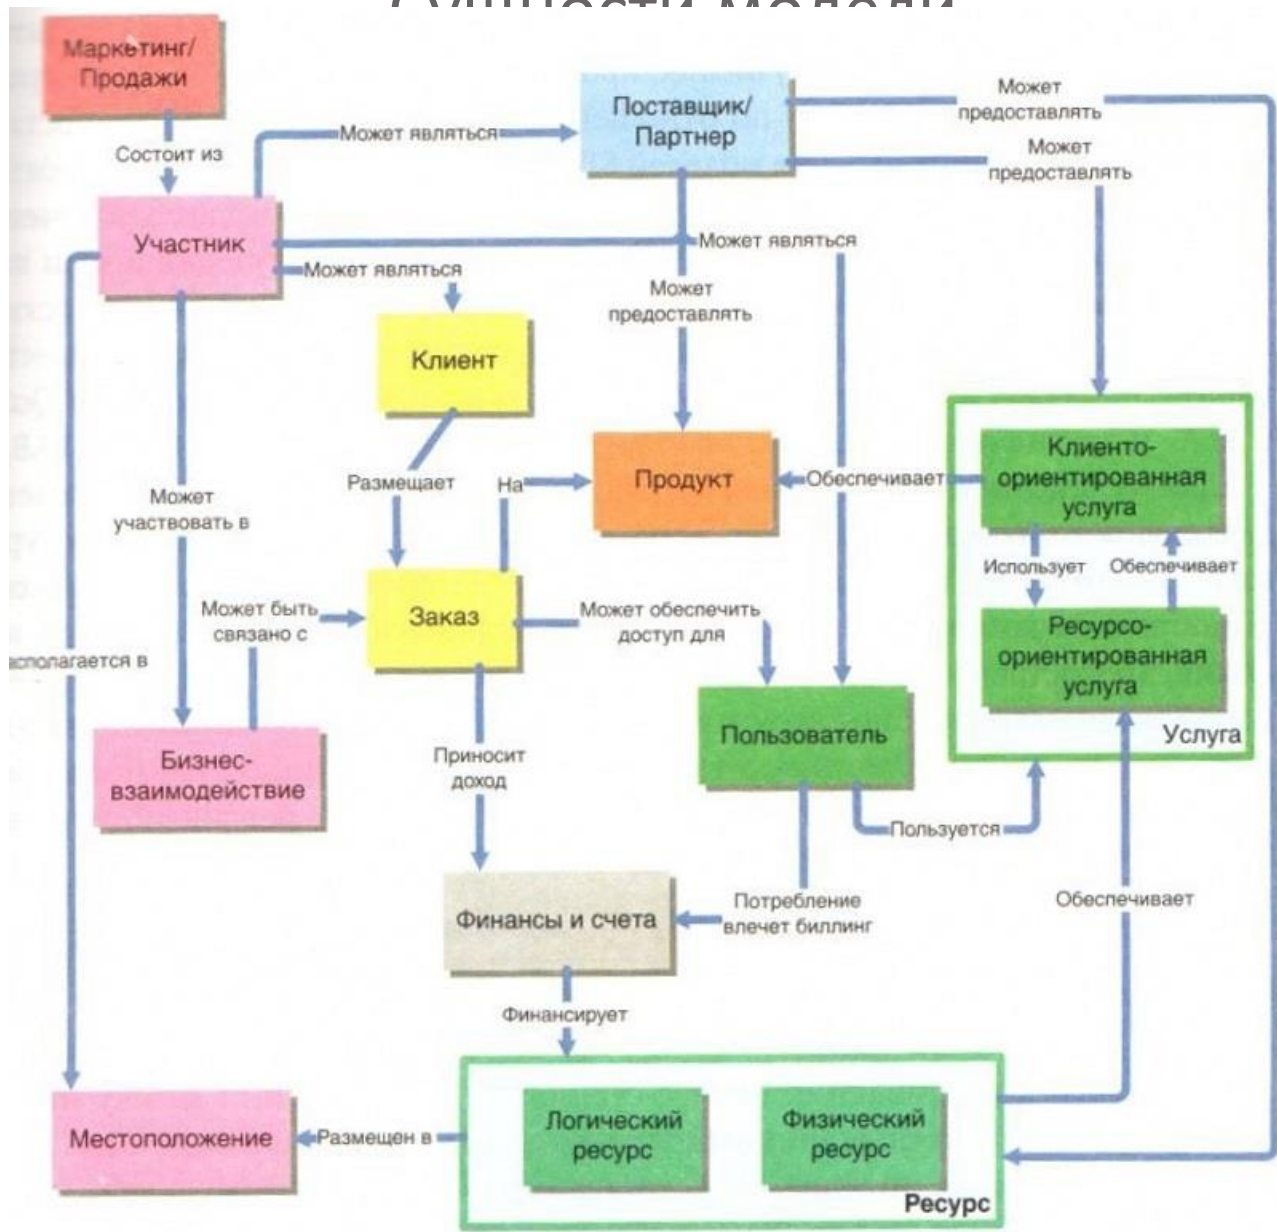 Сущности модели
Маркетинг/
Продажи
Состоит из
Может являться
Поставщик/
Партнер
Может
предоставлять
Может
предоставлять
Участник
Может являться
Может являться
Может
предоставлять
Клиент
Размещает
На
Продукт
Обеспечивает
Клиенто-
ориентированная
услуга
Использует
Обеспечивает
Ресурсо-
ориентированная
услуга
Услуга
Может
участвовать в
Может быть
связано с
Заказ
Может обеспечить
доступ для
сполагается в
Бизнес-
взаимодействие
Приносит
доход
Пользователь
Пользуется
Финансы и счета
Потребление
влечет биллинг
Обеспечивает
Финансирует
Местоположение
Размещен в
Логический
ресурс
Физический
ресурс
Ресурс